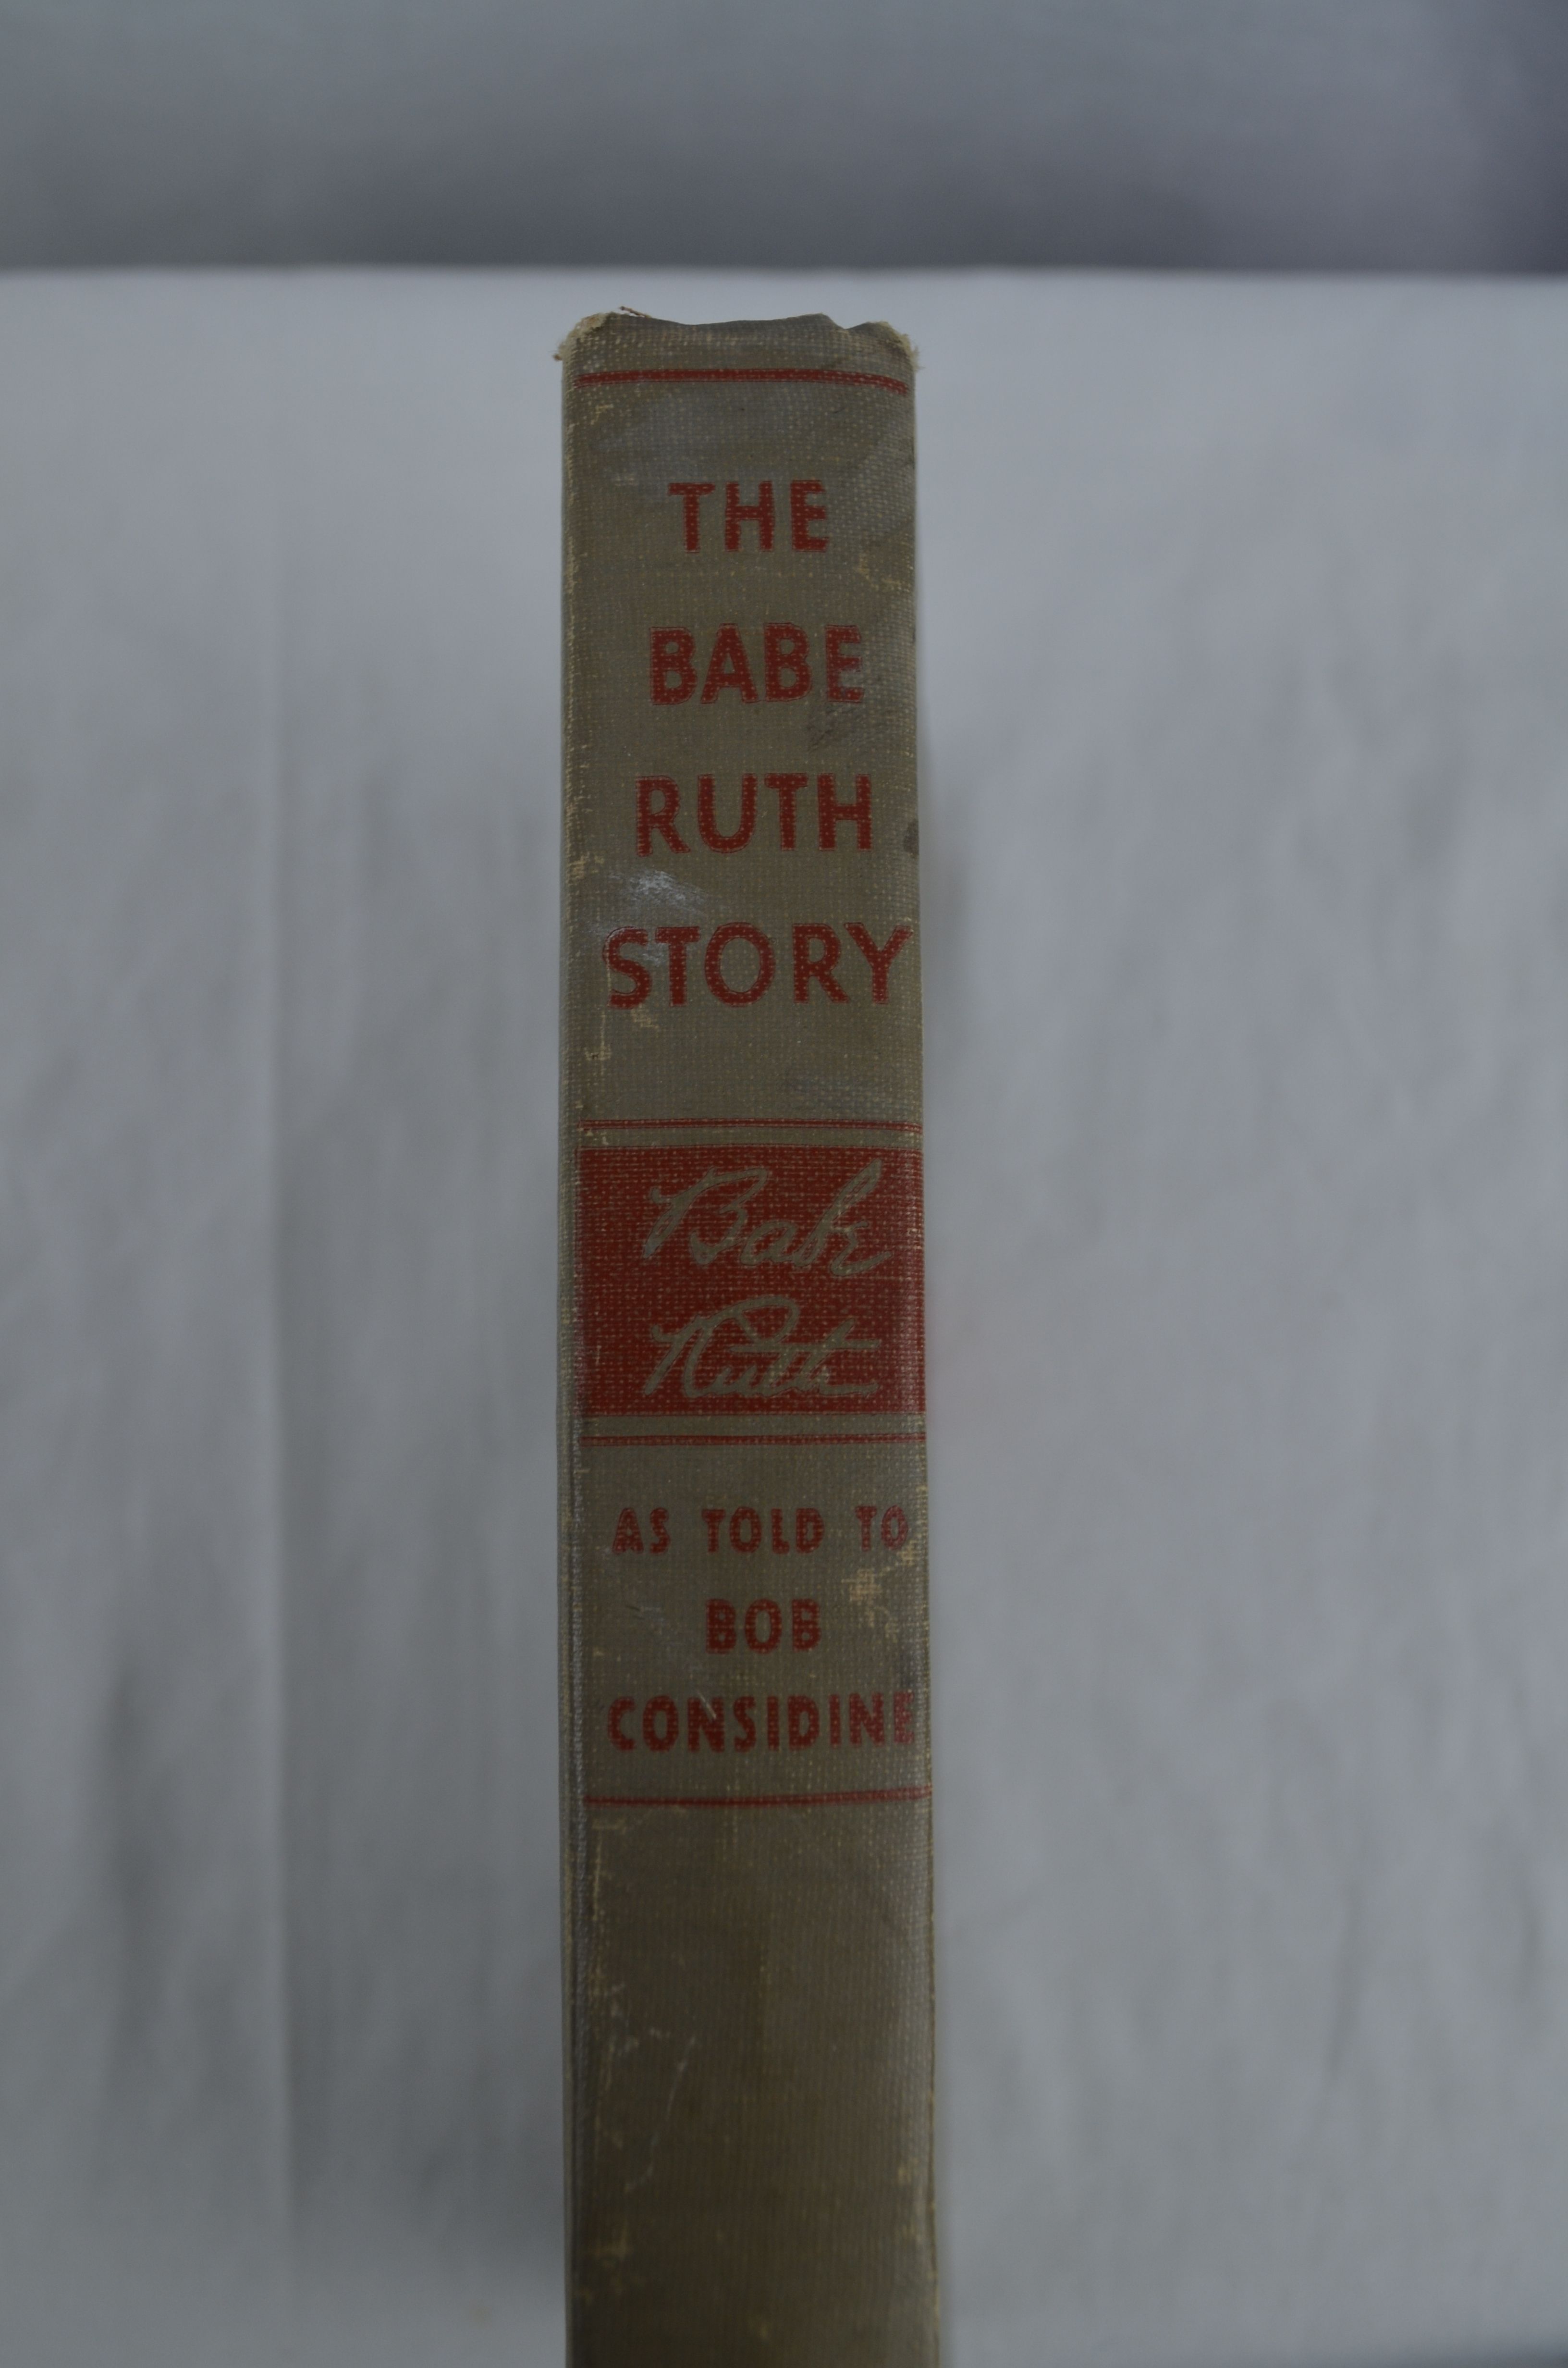 THE
BABE
RUTH
STORY
Babe
Ruth
AS TOLD TO
BOB
CONSIDINE